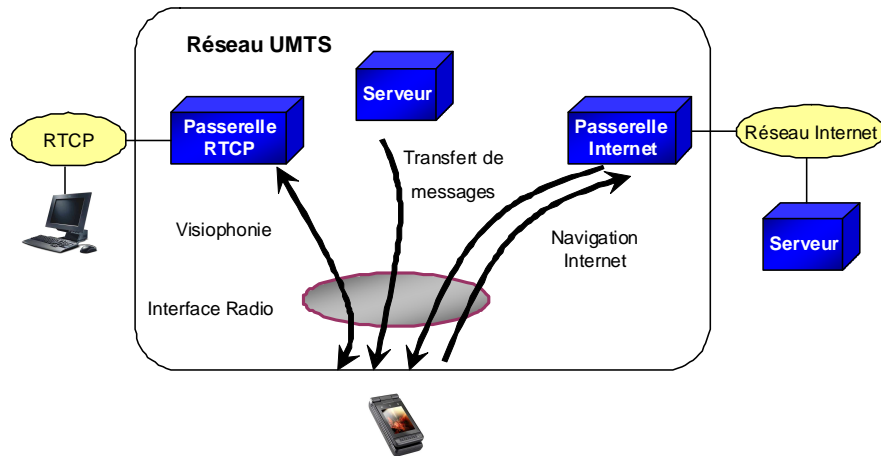 Réseau UMTS
Serveur
Passerelle
RTCP
Passerelle
Internet
RTCP
Réseau Internet
Transfert de
messages
Visiophonie
Navigation
Internet
Serveur
Interface Radio